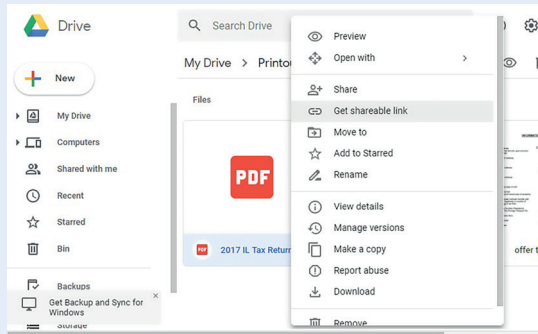 Drive
Search Drive
New
My Drive > Printo
Files
My Drive
Computers
Shared with me
Recent
Starred
Bin
Backups
Get Backup and Sync for
Windows
Storage
PDF
PDF 2017 IL Tax Return
Preview
Open with
Share
Get shareable link
Move to
Add to Starred
Rename
View details
Manage versions
Make a copy
Report abuse
Download
Remove
offer t